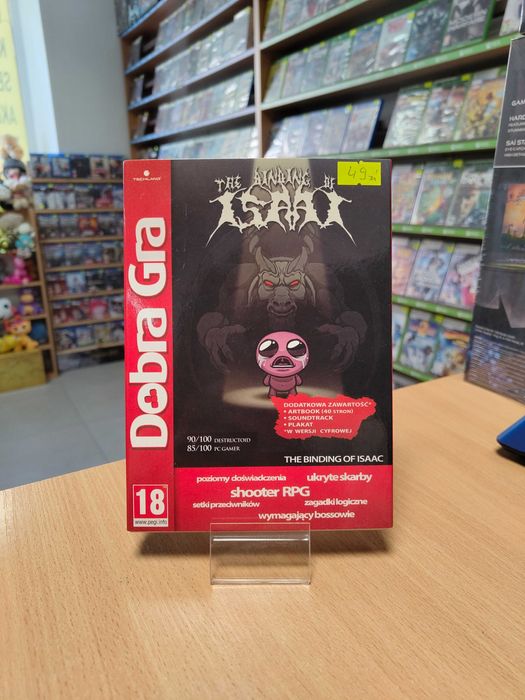 TECHLAND
THE BINDING OF
ISAAC
49 zł
Dobra Gra
DODATKOWA ZAWARTOŚĆ*
• ARTBOOK (40 STRON)
• SOUNDTRACK
• PLAKAT
*W WERSJI CYFROWEJ
90/100 DESTRUCTOID
85/100 PC GAMER
THE BINDING OF ISAAC
poziomy doświadczenia ukryte skarby
shooter RPG
setki przeciwników zagadki logiczne
wymagający bossowie
18
www.pegi.info